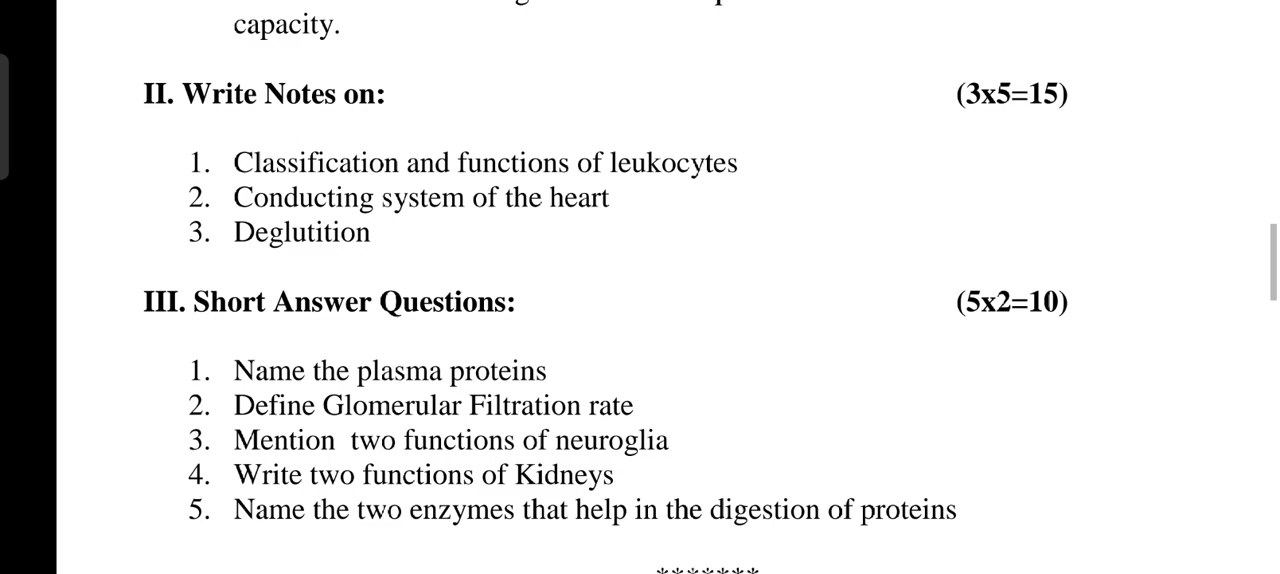 capacity.
II. Write Notes on: (3x5=15)
1. Classification and functions of leukocytes
2. Conducting system of the heart
3. Deglutition
III. Short Answer Questions: (5x2=10)
1. Name the plasma proteins
2. Define Glomerular Filtration rate
3. Mention  two functions of neuroglia
4. Write two functions of Kidneys
5. Name the two enzymes that help in the digestion of proteins
*******